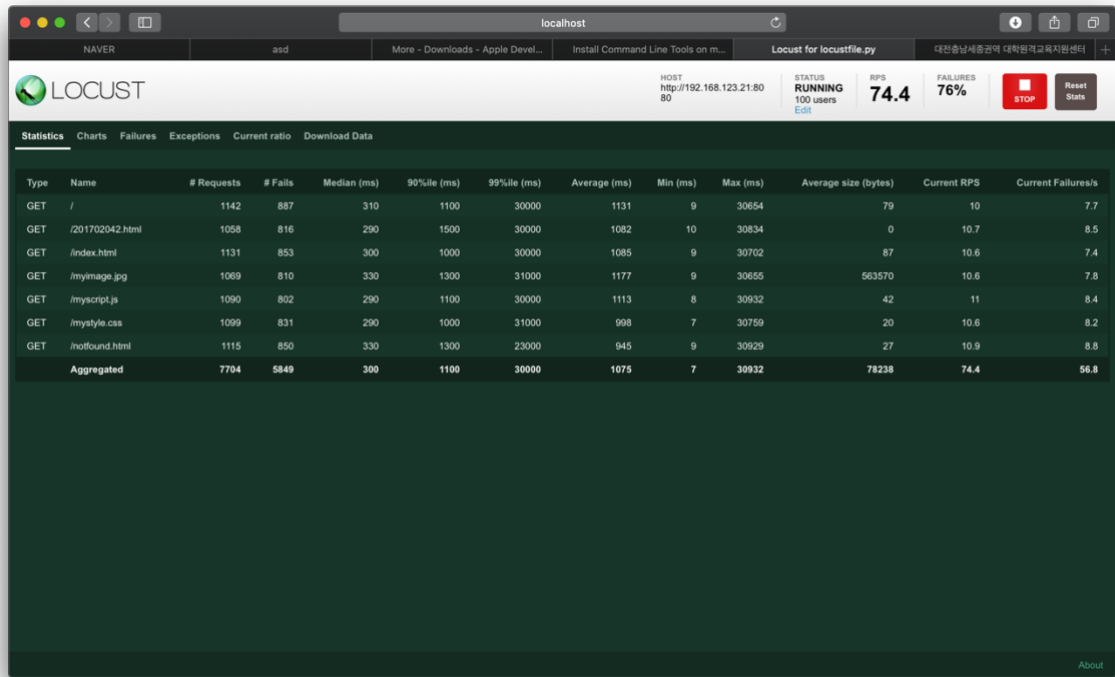 localhost
NAVER
asd
More - Downloads - Apple Devel...
Install Command Line Tools on m...
Locust for locustfile.py
대전충남세종권역 대학원격교육지원센터
LOCUST
HOST
http://192.168.123.21:80
80
STATUS
RUNNING
100 users
Edit
RPS
74.4
FAILURES
76%
STOP
Reset
Stats
Statistics Charts Failures Exceptions Current ratio Download Data
Type Name # Requests # Fails Median (ms) 90%ile (ms) 99%ile (ms) Average (ms) Min (ms) Max (ms) Average size (bytes) Current RPS Current Failures/s
GET / 1142 887 310 1100 30000 1131 9 30654 79 10 7.7
GET /201702042.html 1058 816 290 1500 30000 1082 10 30834 0 10.7 8.5
GET /index.html 1131 853 300 1000 30000 1085 9 30702 87 10.6 7.4
GET /myimage.jpg 1069 810 330 1300 31000 1177 9 30655 563570 10.6 7.8
GET /myscript.js 1090 802 290 1100 30000 1113 8 30932 42 11 8.4
GET /mystyle.css 1099 831 290 1000 31000 998 7 30759 20 10.6 8.2
GET /notfound.html 1115 850 330 1300 23000 945 9 30929 27 10.9 8.8
Aggregated 7704 5849 300 1100 30000 1075 7 30932 78238 74.4 56.8
About